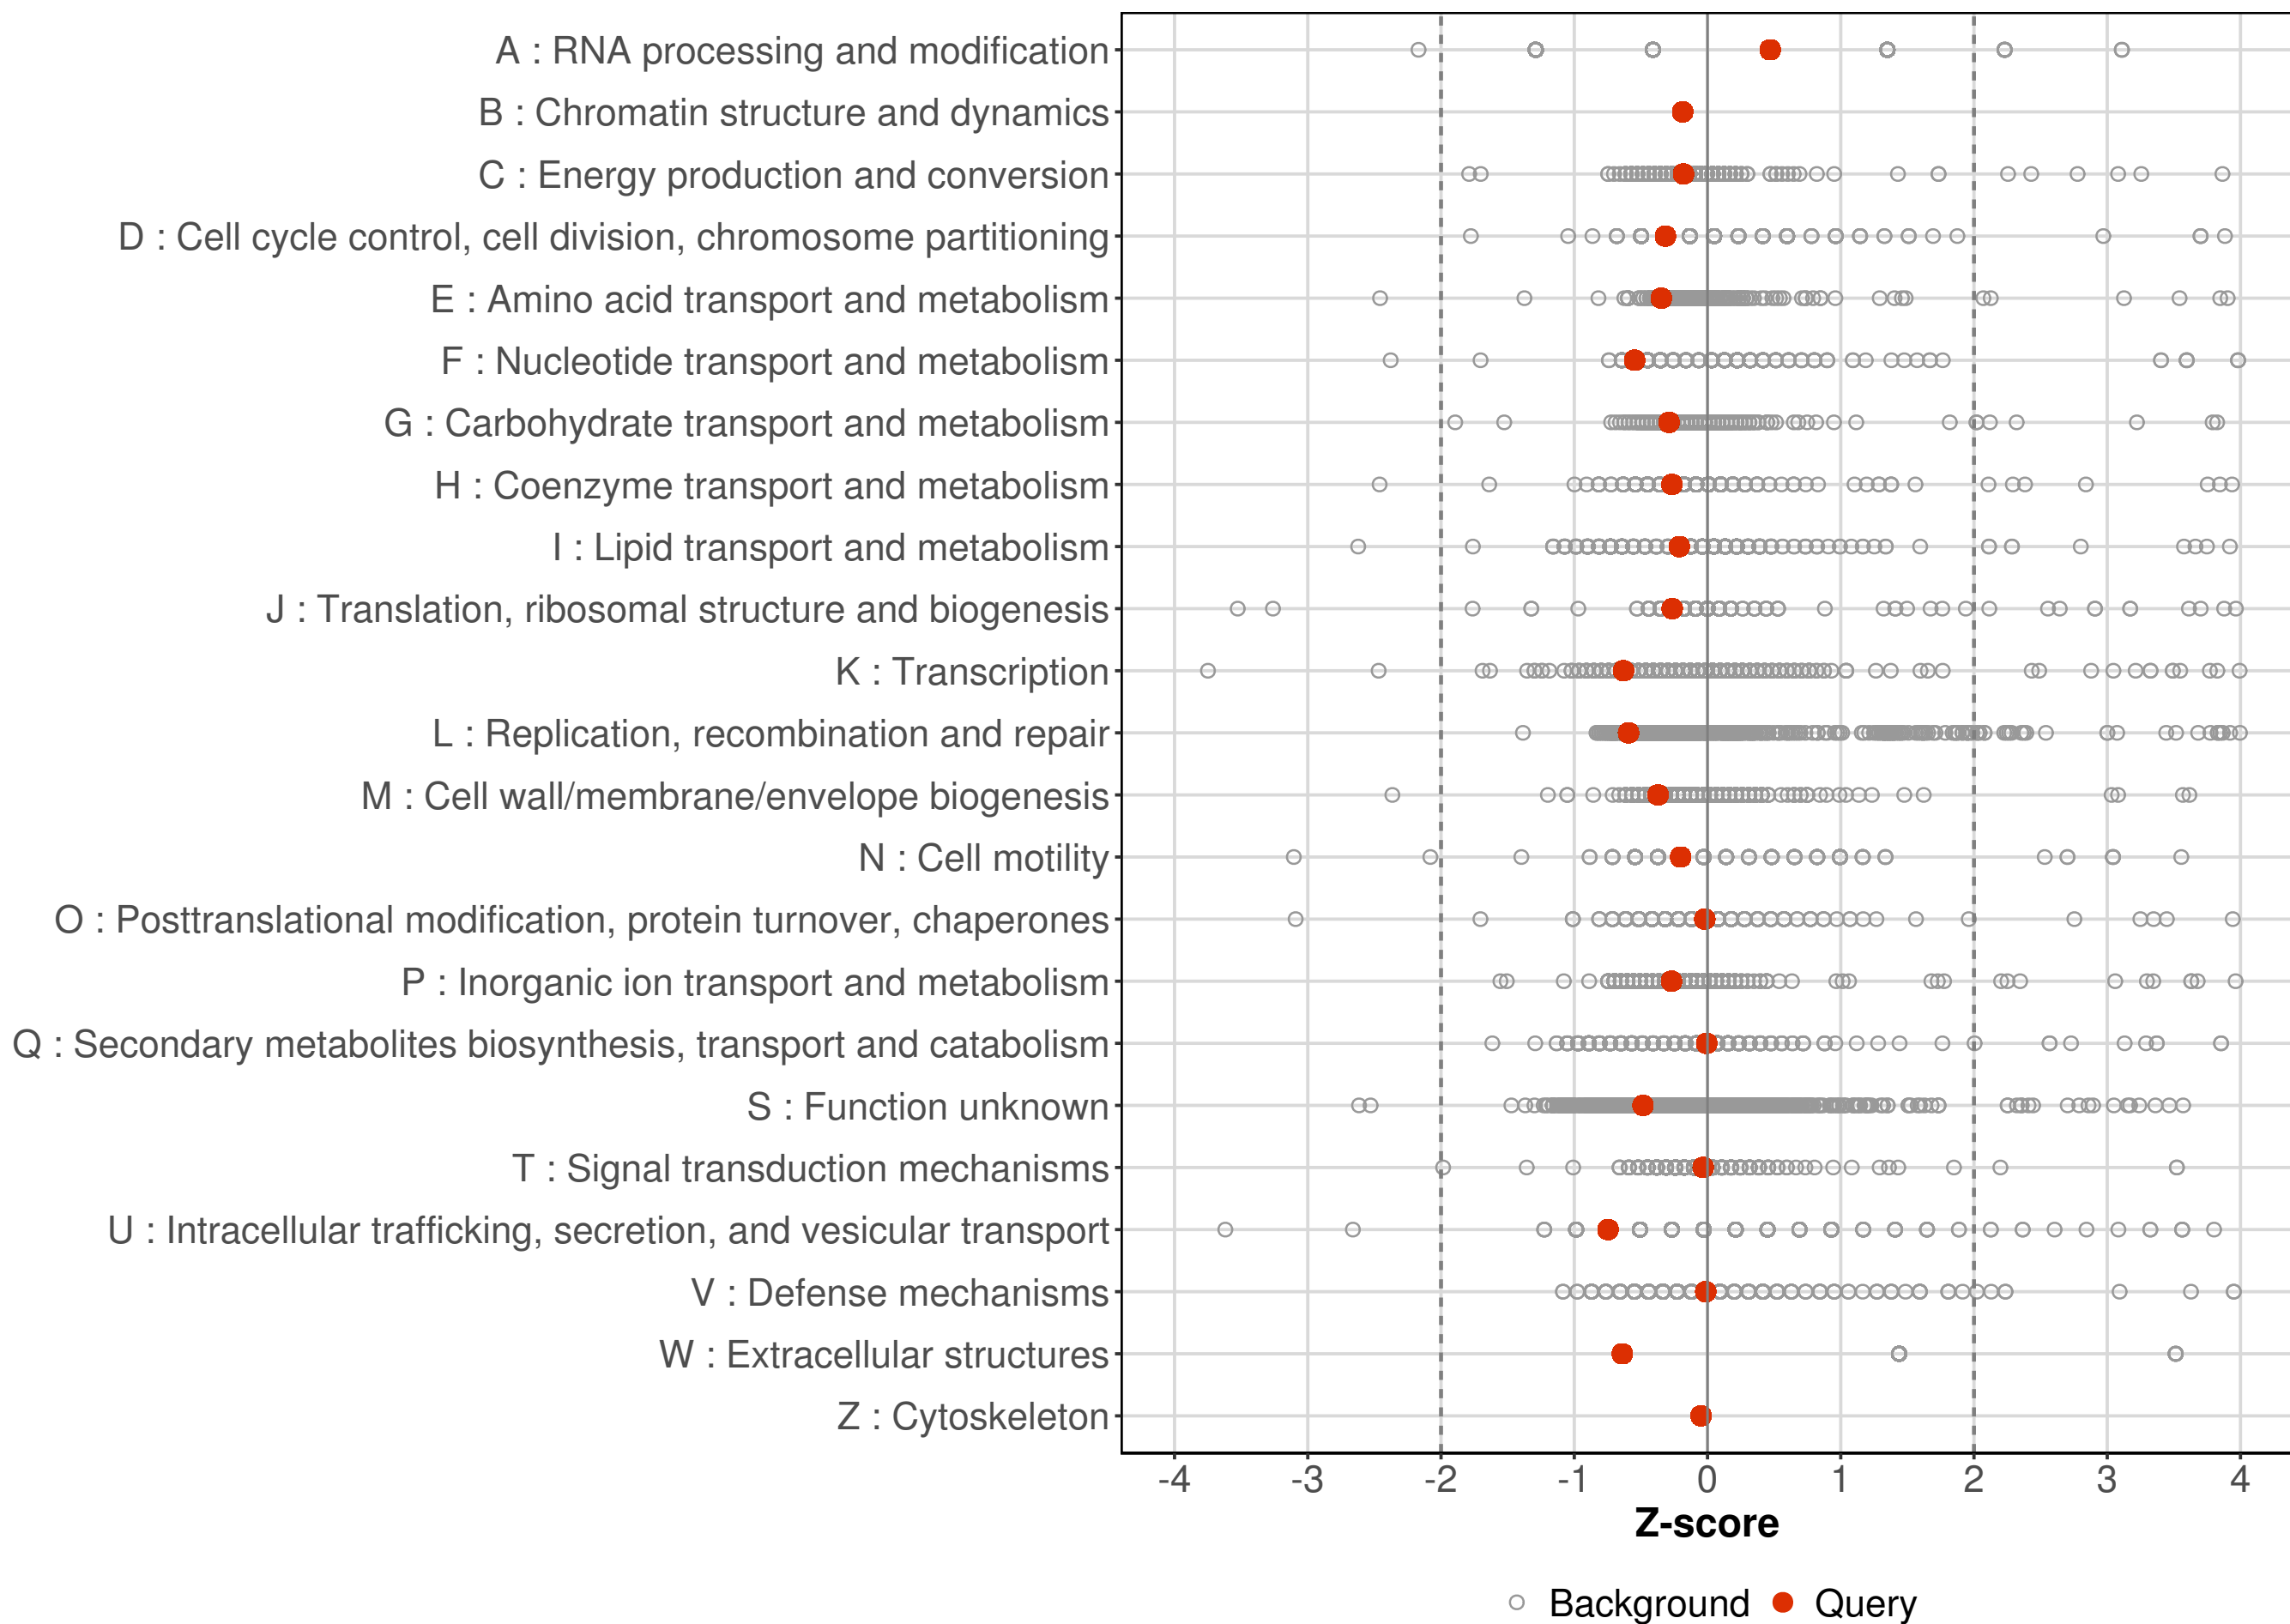 A : RNA processing and modification
B : Chromatin structure and dynamics
C : Energy production and conversion
D : Cell cycle control, cell division, chromosome partitioning
E : Amino acid transport and metabolism
F : Nucleotide transport and metabolism
G : Carbohydrate transport and metabolism
H : Coenzyme transport and metabolism
I : Lipid transport and metabolism
J : Translation, ribosomal structure and biogenesis
K : Transcription
L : Replication, recombination and repair
M : Cell wall/membrane/envelope biogenesis
N : Cell motility
O : Posttranslational modification, protein turnover, chaperones
P : Inorganic ion transport and metabolism
Q : Secondary metabolites biosynthesis, transport and catabolism
S : Function unknown
T : Signal transduction mechanisms
U : Intracellular trafficking, secretion, and vesicular transport
V : Defense mechanisms
W : Extracellular structures
Z : Cytoskeleton
-4 -3 -2 -1 0 1 2 3 4
Z-score
Background Query